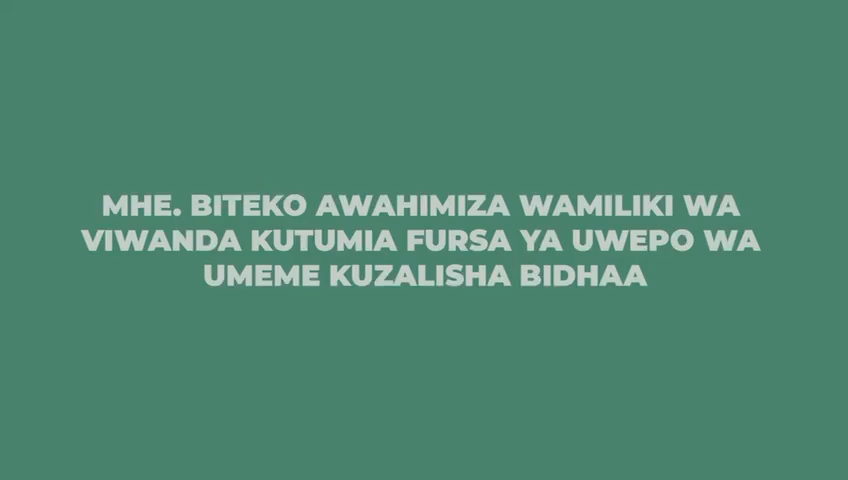 MHE. BITEKO AWAHIMIZA WAMILIKI WA
VIWANDA KUTUMIA FURSA YA UWEPO WA
UMEME KUZALISHA BIDHAA